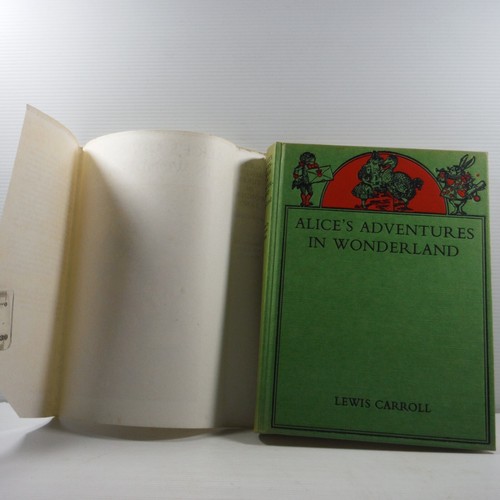 ALICE'S ADVENTURES
IN WONDERLAND
LEWIS CARROLL